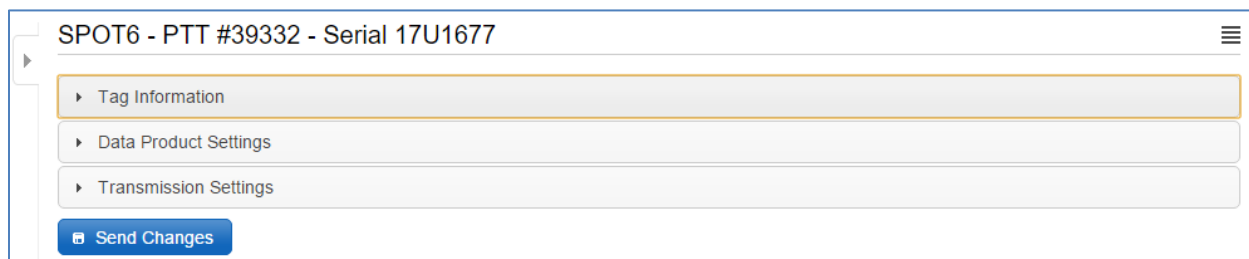 SPOT6 - PTT #39332 - Serial 17U1677
Tag Information
Data Product Settings
Transmission Settings
Send Changes